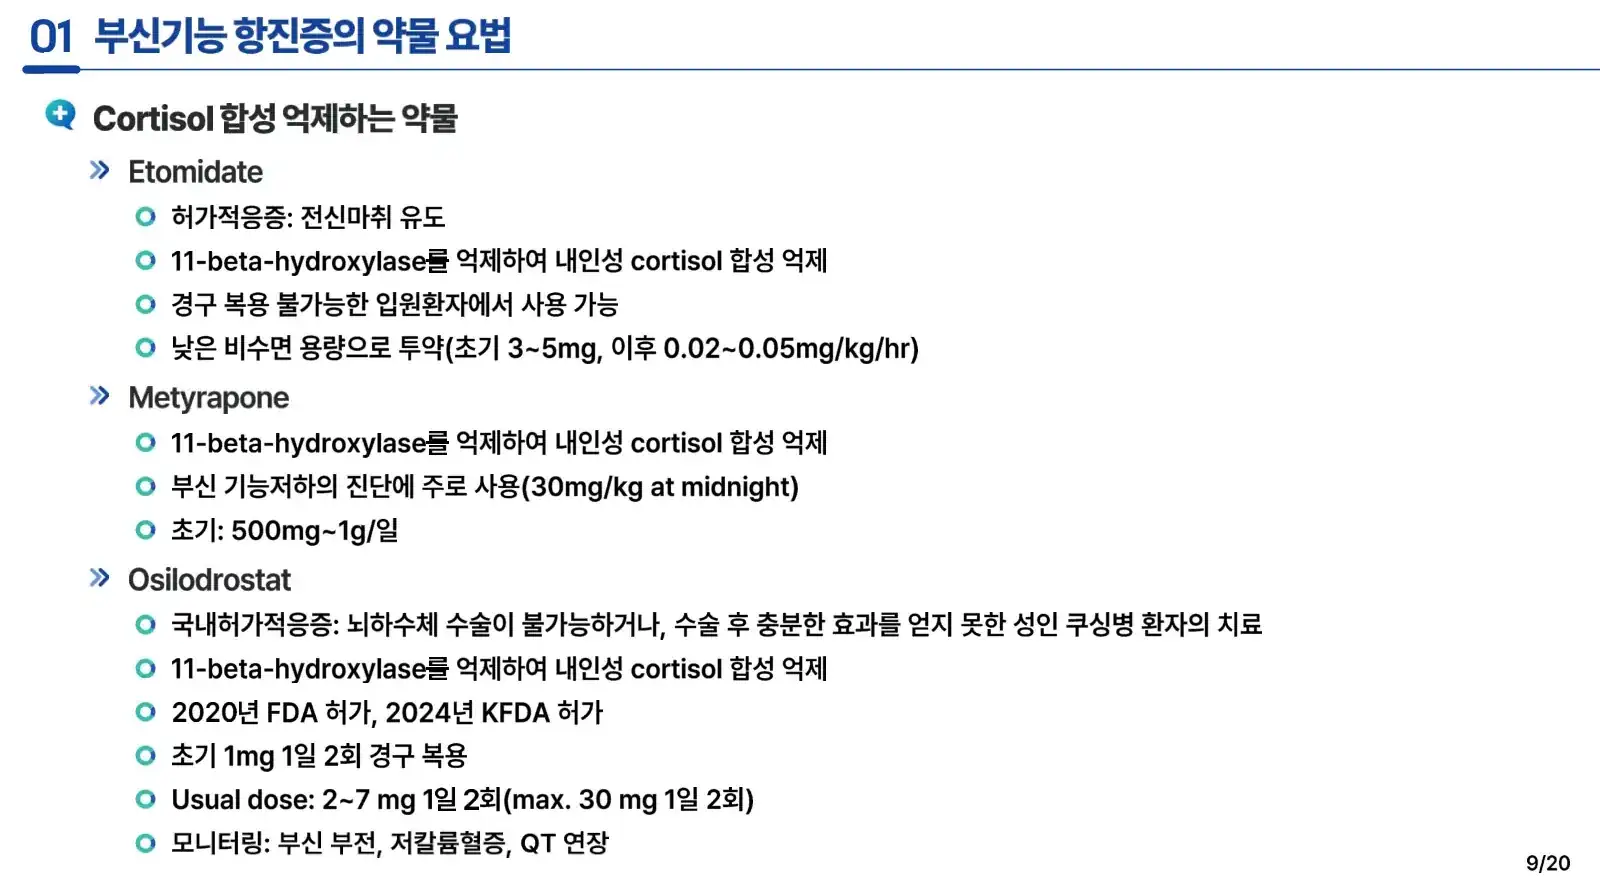 01 부신기능 항진증의 약물 요법
Cortisol 합성 억제하는 약물
Etomidate
허가적응증: 전신마취 유도
11-beta-hydroxylase를 억제하여 내인성 cortisol 합성 억제
경구 복용 불가능한 입원환자에서 사용 가능
낮은 비수면 용량으로 투약(초기 3~5mg, 이후 0.02~0.05mg/kg/hr)
Metyrapone
11-beta-hydroxylase를 억제하여 내인성 cortisol 합성 억제
부신 기능저하의 진단에 주로 사용(30mg/kg at midnight)
초기: 500mg~1g/일
Osilodrostat
국내허가적응증: 뇌하수체 수술이 불가능하거나, 수술 후 충분한 효과를 얻지 못한 성인 쿠싱병 환자의 치료
11-beta-hydroxylase를 억제하여 내인성 cortisol 합성 억제
2020년 FDA 허가, 2024년 KFDA 허가
초기 1mg 1일 2회 경구 복용
Usual dose: 2~7 mg 1일 2회(max. 30 mg 1일 2회)
모니터링: 부신 부전, 저칼륨혈증, QT 연장
9/20